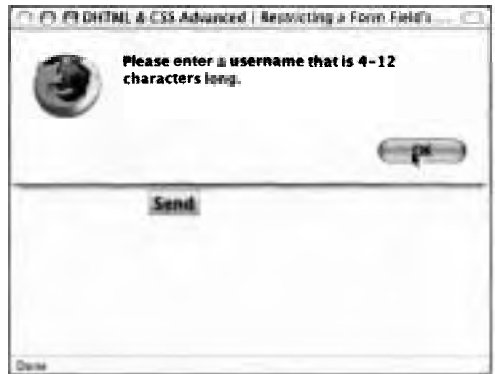 DHTML & CSS Advanced | Restricting a Form Field's ...
Please enter a username that is 4-12
characters long.
OK
Send
Done